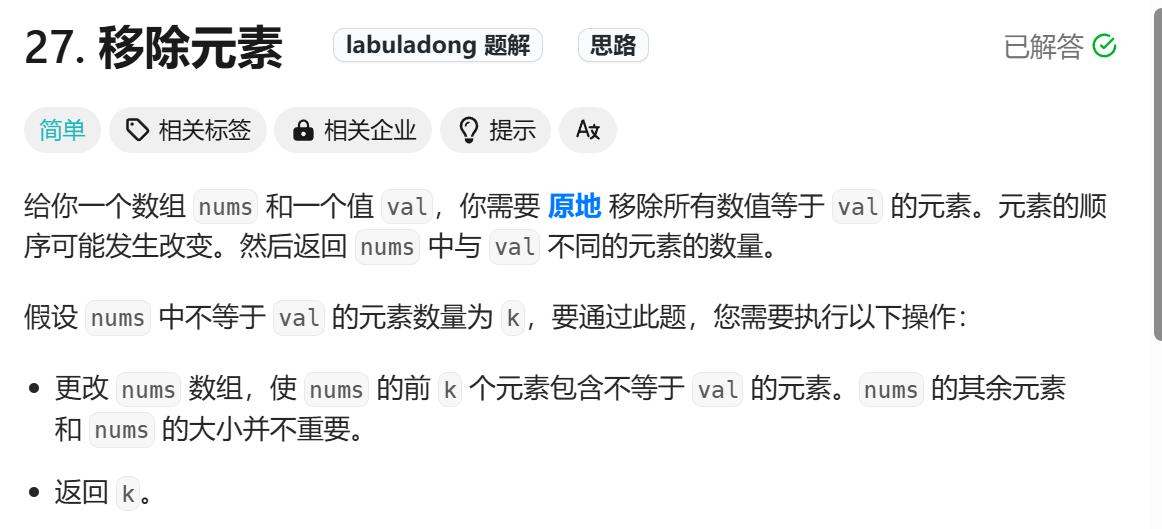 27. 移除元素 labuladong 题解 思路 已解答
简单 相关标签 相关企业 提示
给你一个数组 nums 和一个值 val，你需要 原地 移除所有数值等于 val 的元素。元素的顺
序可能发生改变。然后返回 nums 中与 val 不同的元素的数量。
假设 nums 中不等于 val 的元素数量为 k，要通过此题，您需要执行以下操作：
• 更改 nums 数组，使 nums 的前 k 个元素包含不等于 val 的元素。nums 的其余元素
和 nums 的大小并不重要。
• 返回 k。